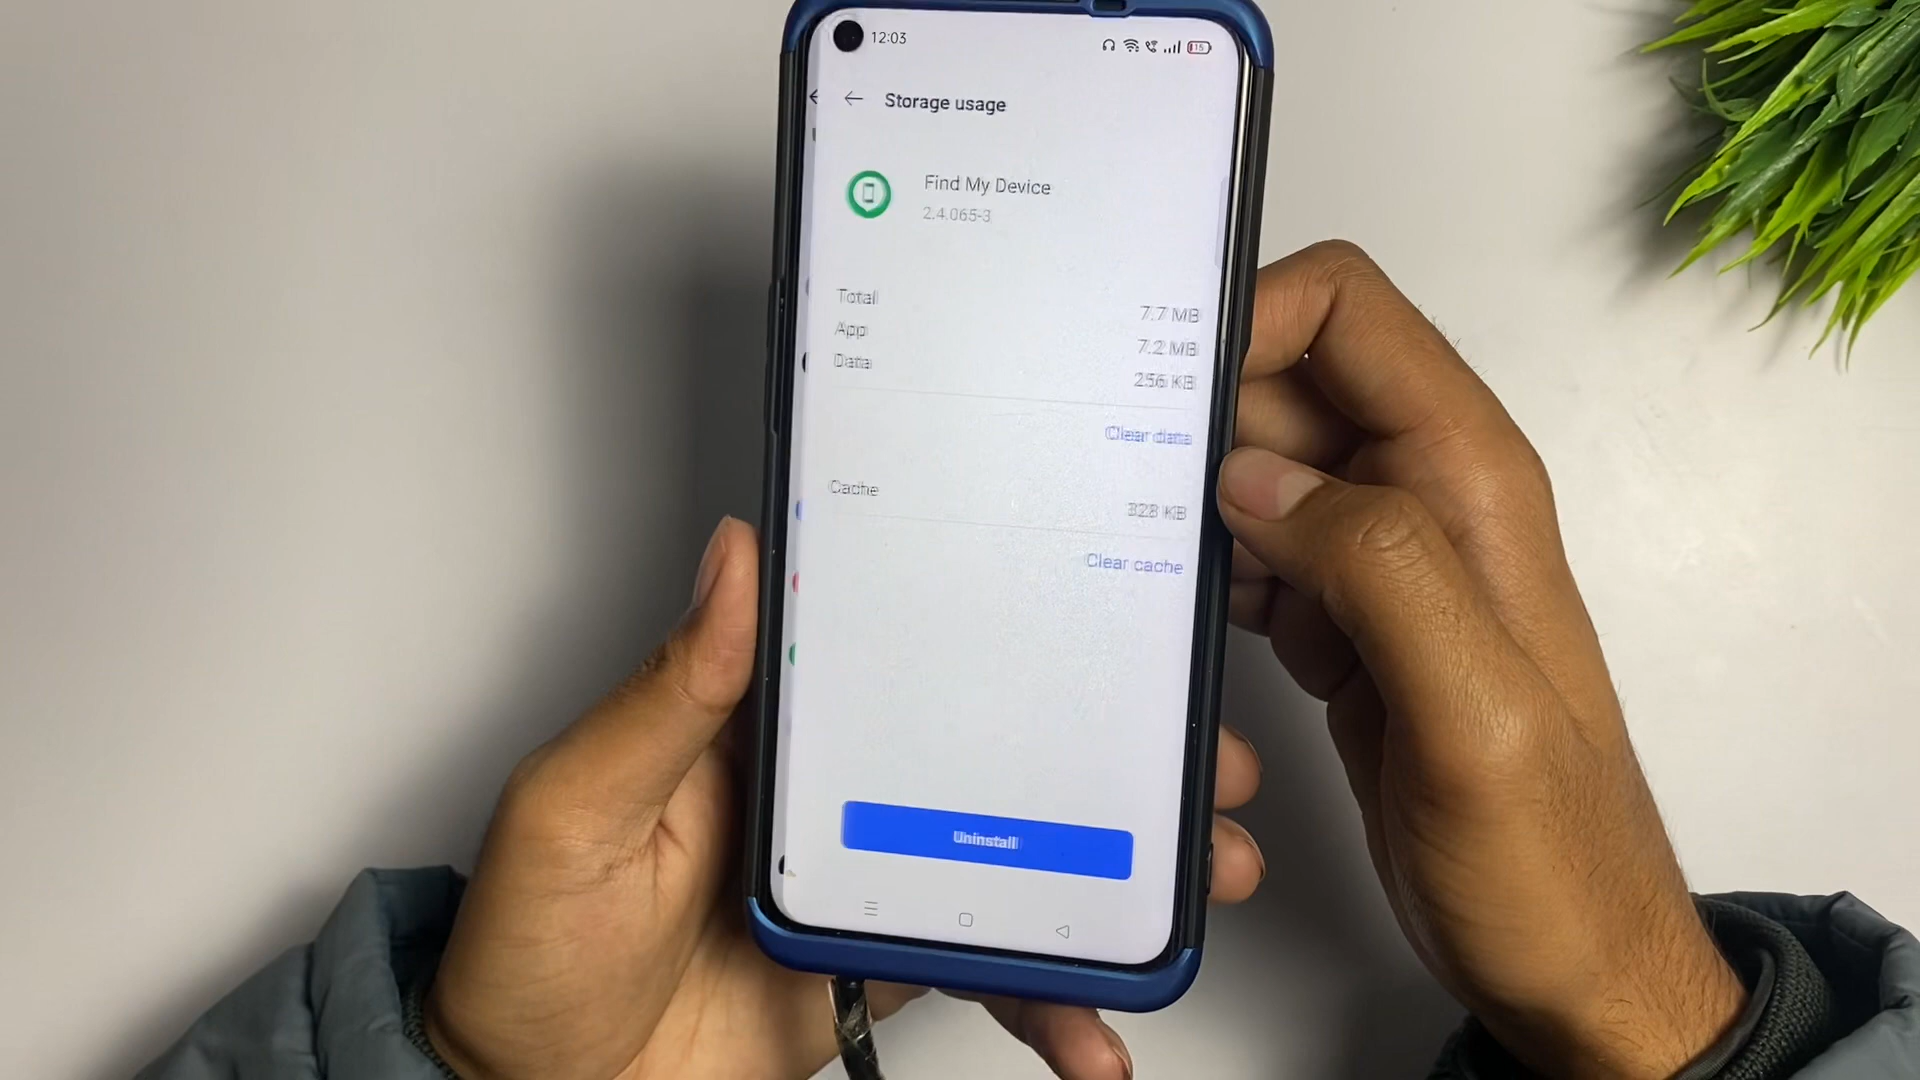 12:03
15
Storage usage
Find My Device
2.4.065-3
Total 7.7 MB
App 7.2 MB
Data 256 KB
Clear data
Cache 328 KB
Clear cache
Uninstall